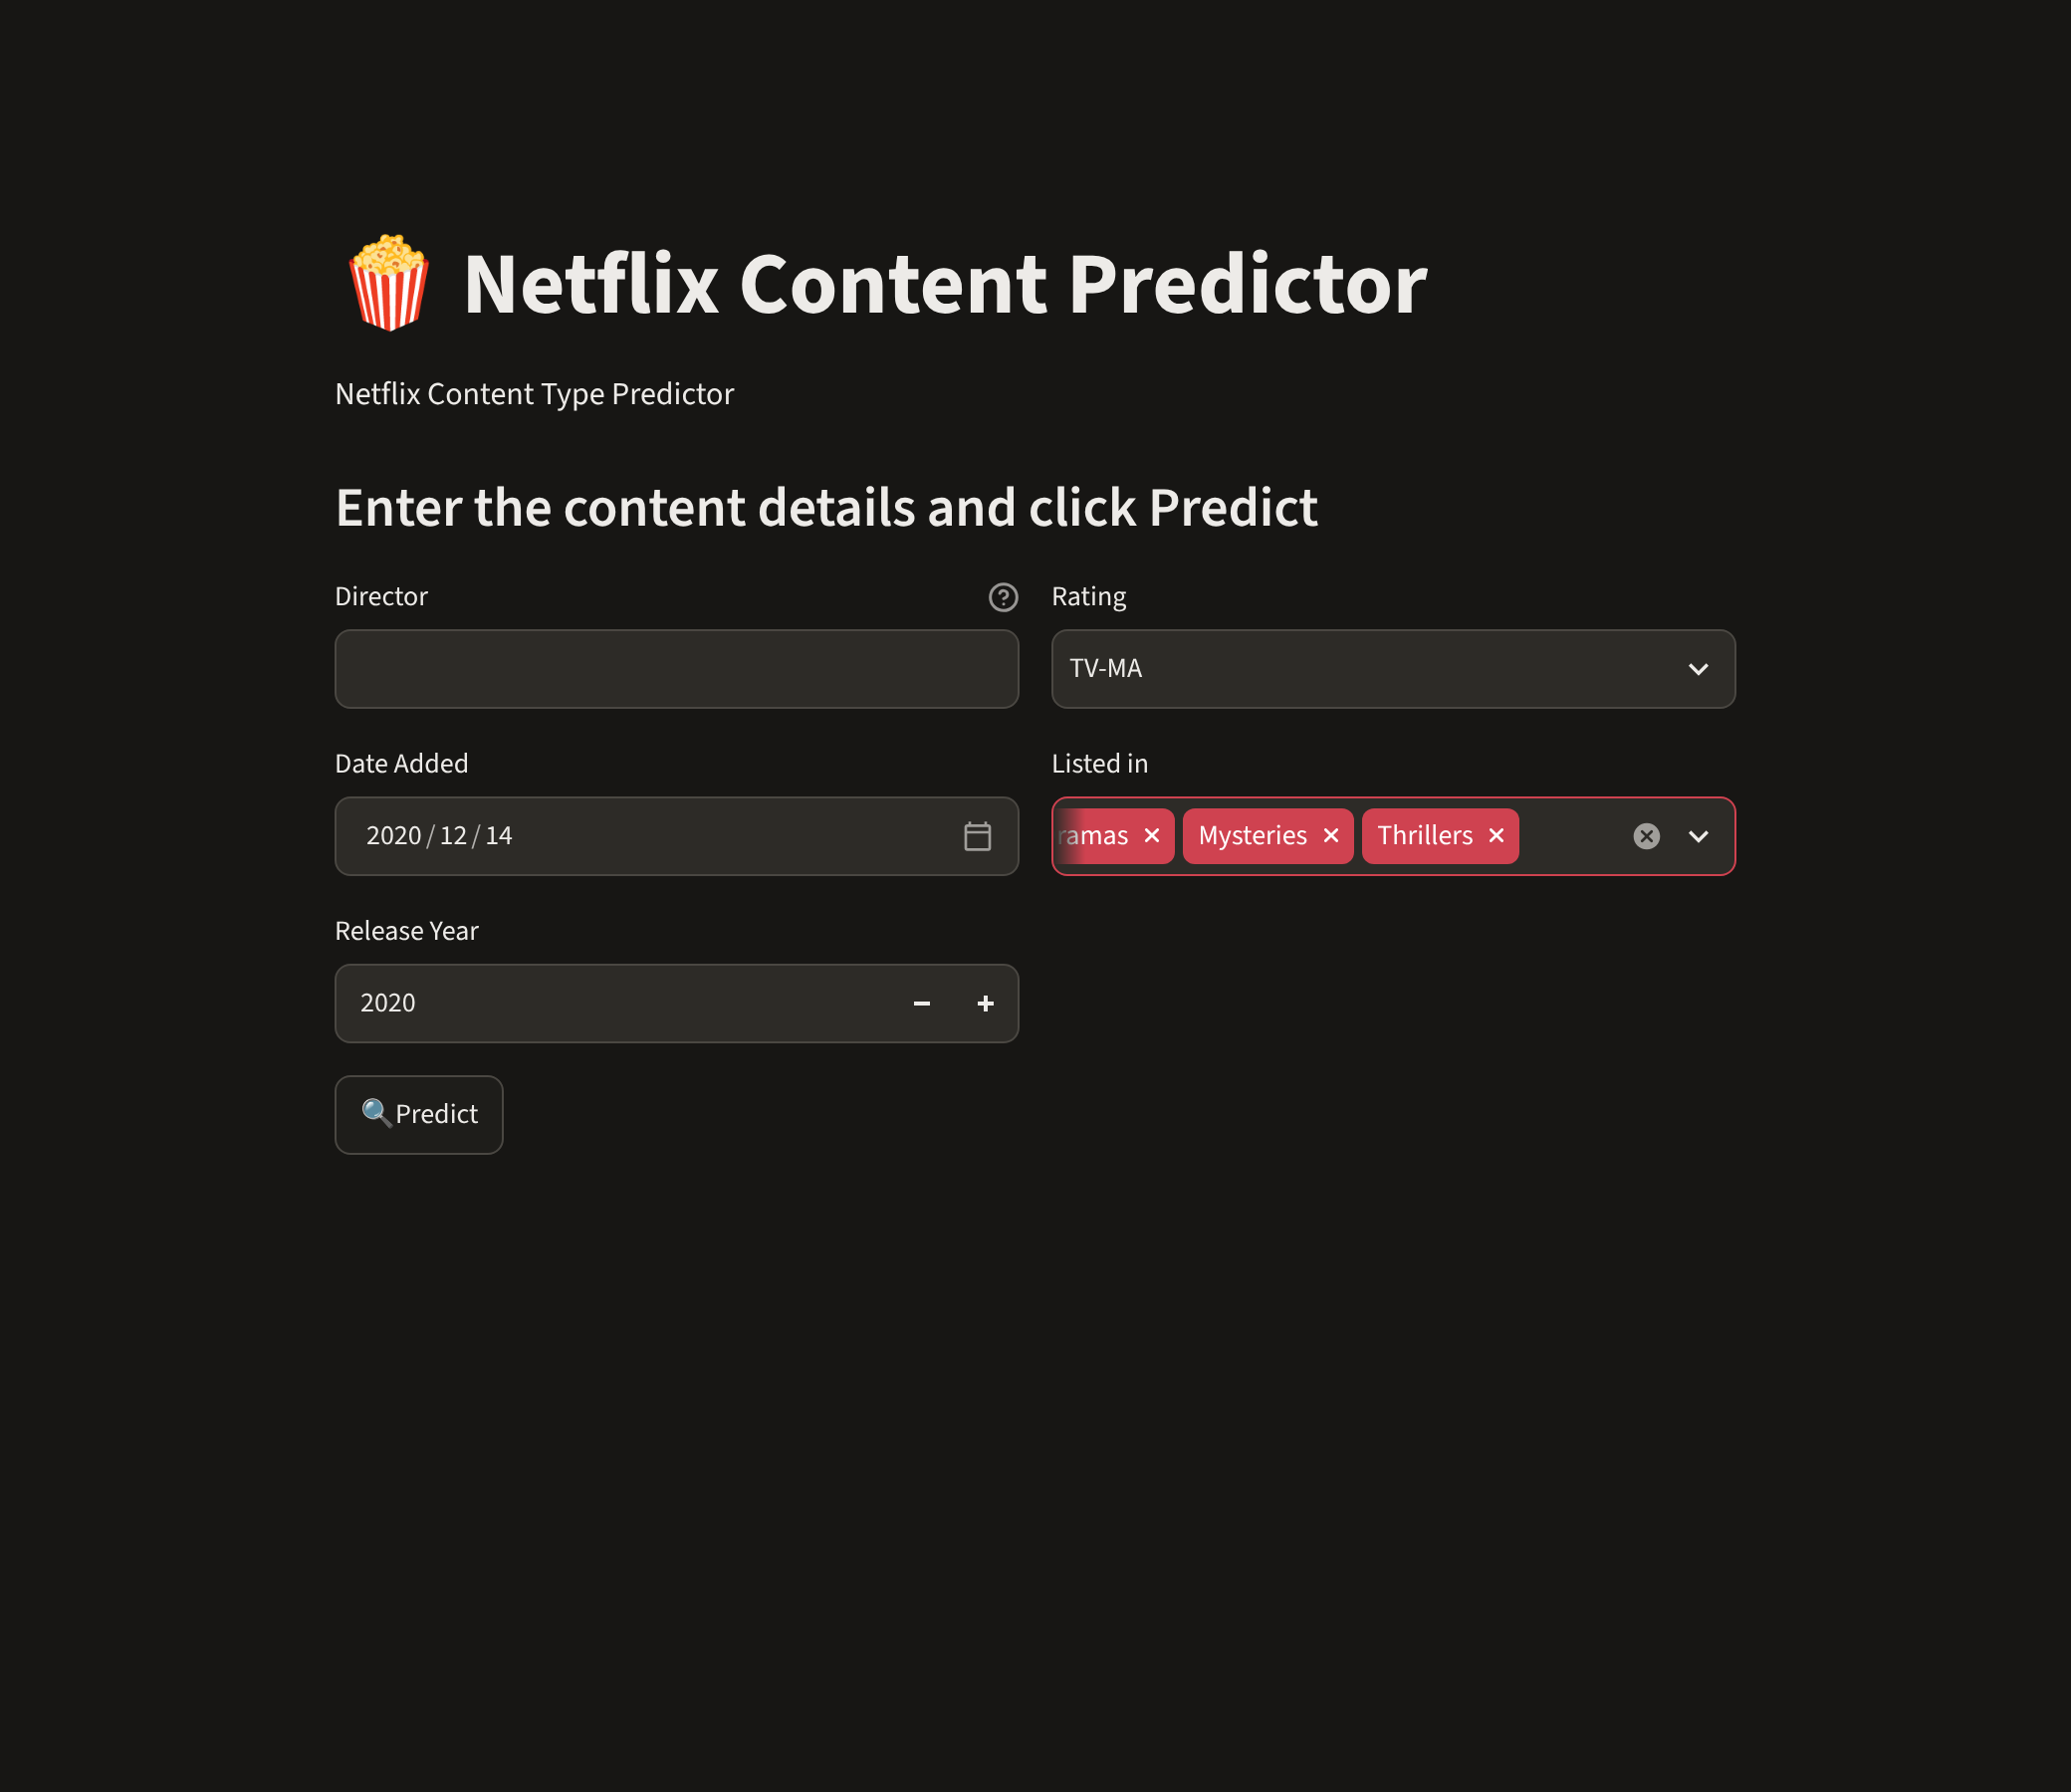 Netflix Content Predictor
Netflix Content Type Predictor
Enter the content details and click Predict
Director
Rating
TV-MA
Date Added
2020/12/14
Listed in
Mysteries
Thrillers
Release Year
2020
Predict